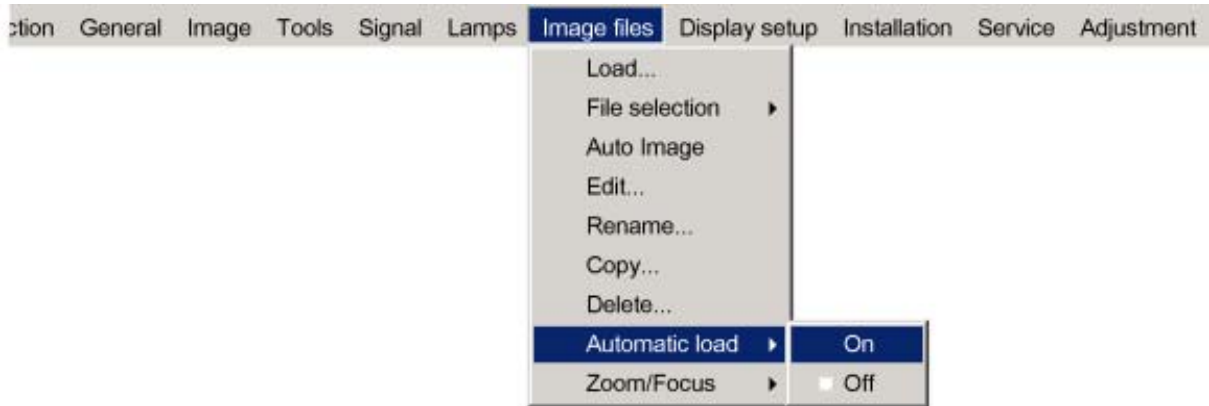 ction General Image Tools Signal Lamps Image files Display setup Installation Service Adjustment
Load...
File selection
Auto Image
Edit...
Rename...
Copy...
Delete...
Automatic load On
Zoom/Focus Off